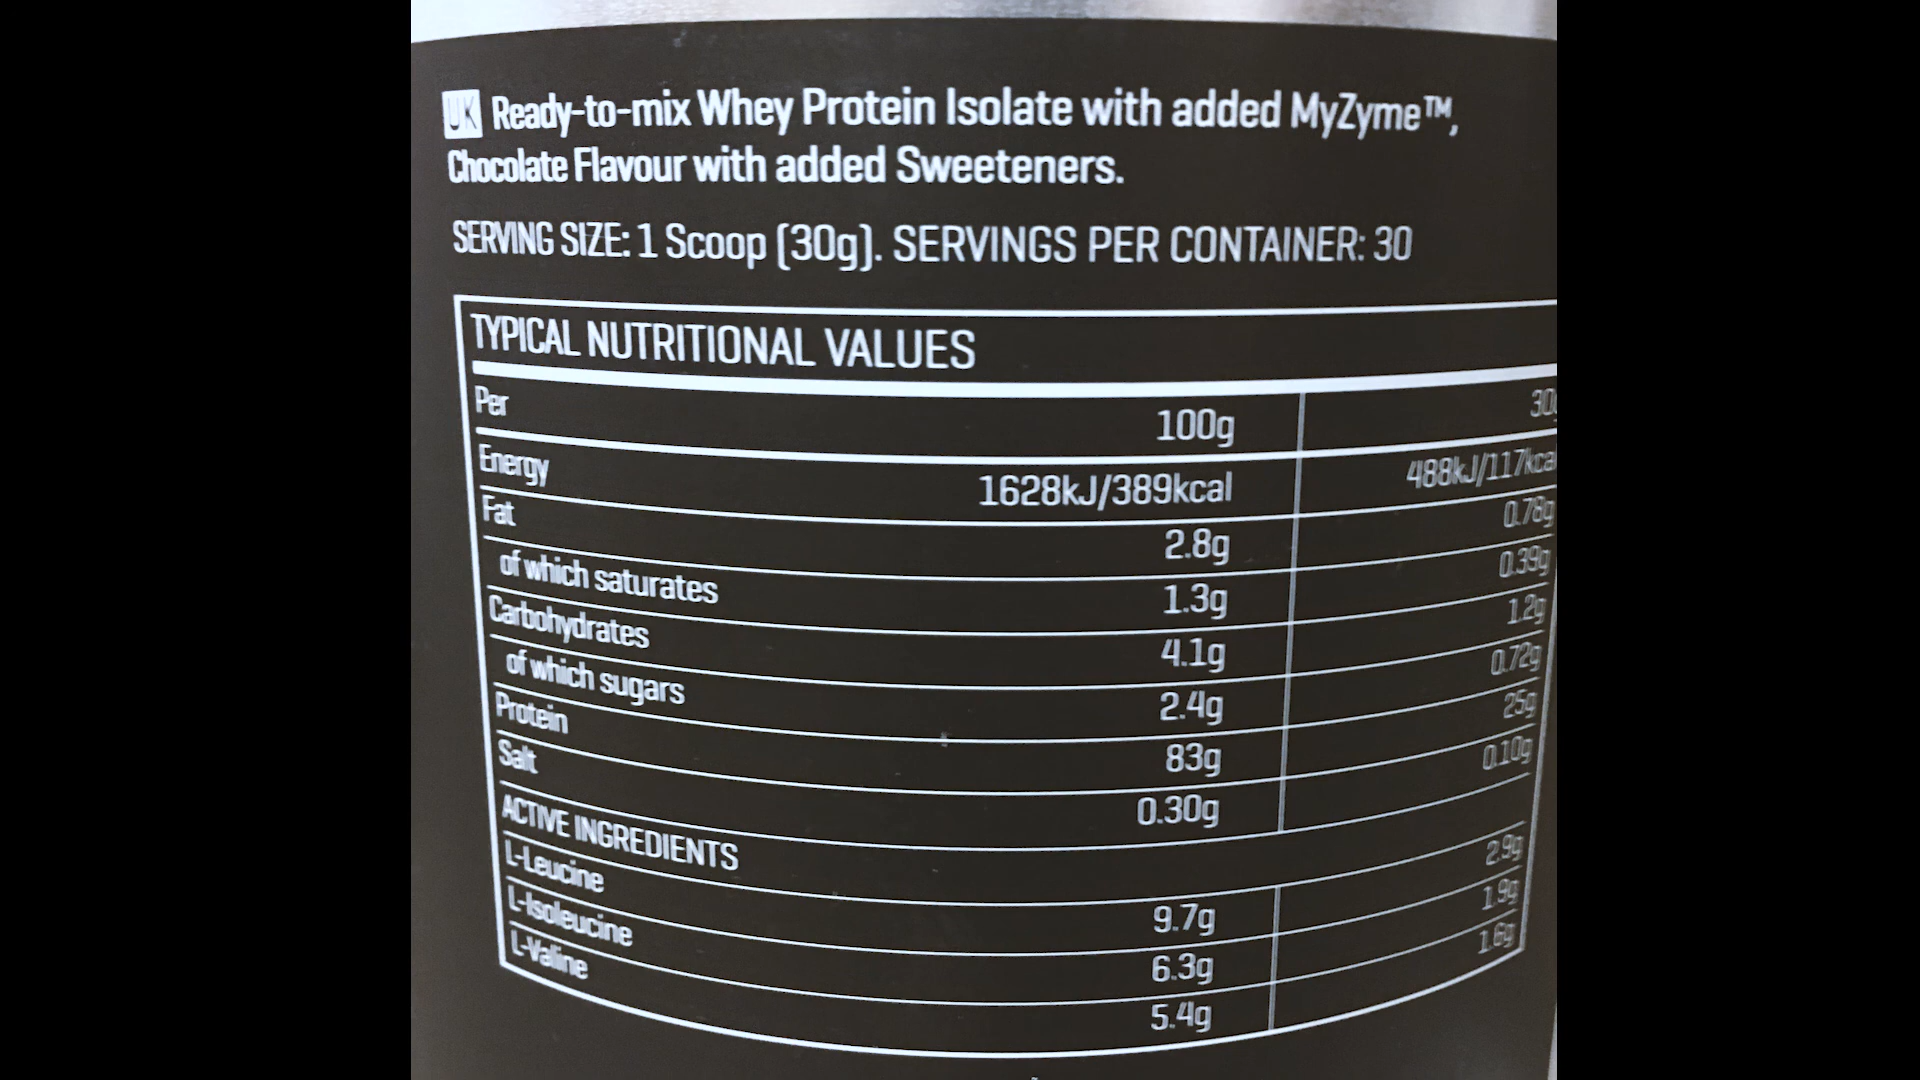 UK Ready-to-mix Whey Protein Isolate with added MyZyme™,
Chocolate Flavour with added Sweeteners.
SERVING SIZE: 1 Scoop (30g). SERVINGS PER CONTAINER: 30
TYPICAL NUTRITIONAL VALUES
Per 100g 30g
Energy 1628kJ/389kcal 488kJ/117kcal
Fat 2.8g 0.78g
of which saturates 1.3g 0.39g
Carbohydrates 4.1g 1.2g
of which sugars 2.4g 0.72g
Protein 83g 25g
Salt 0.30g 0.10g
ACTIVE INGREDIENTS
L-Leucine 9.7g 2.9g
L-Isoleucine 6.3g 1.9g
L-Valine 5.4g 1.6g